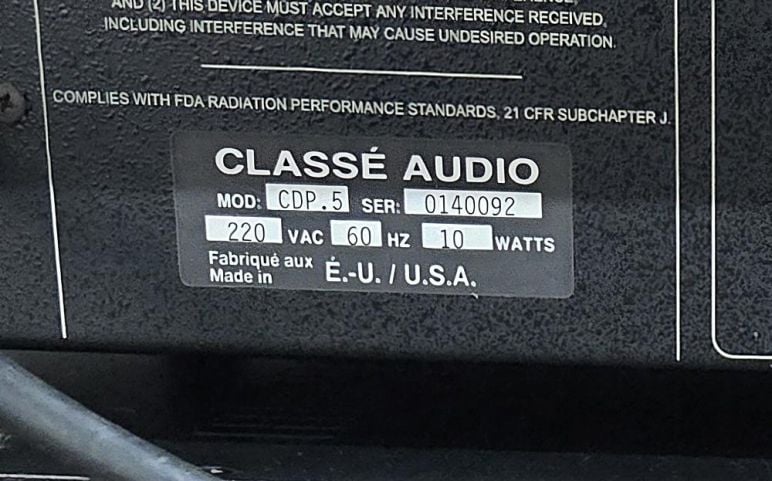 AND (2) THIS DEVICE MUST ACCEPT ANY INTERFERENCE RECEIVED,
INCLUDING INTERFERENCE THAT MAY CAUSE UNDESIRED OPERATION.
COMPLIES WITH FDA RADIATION PERFORMANCE STANDARDS, 21 CFR SUBCHAPTER J.
CLASSÉ AUDIO
MOD: CDP.5 SER: 0140092
220 VAC 60 HZ 10 WATTS
Fabriqué aux
Made in É.-U. / U.S.A.